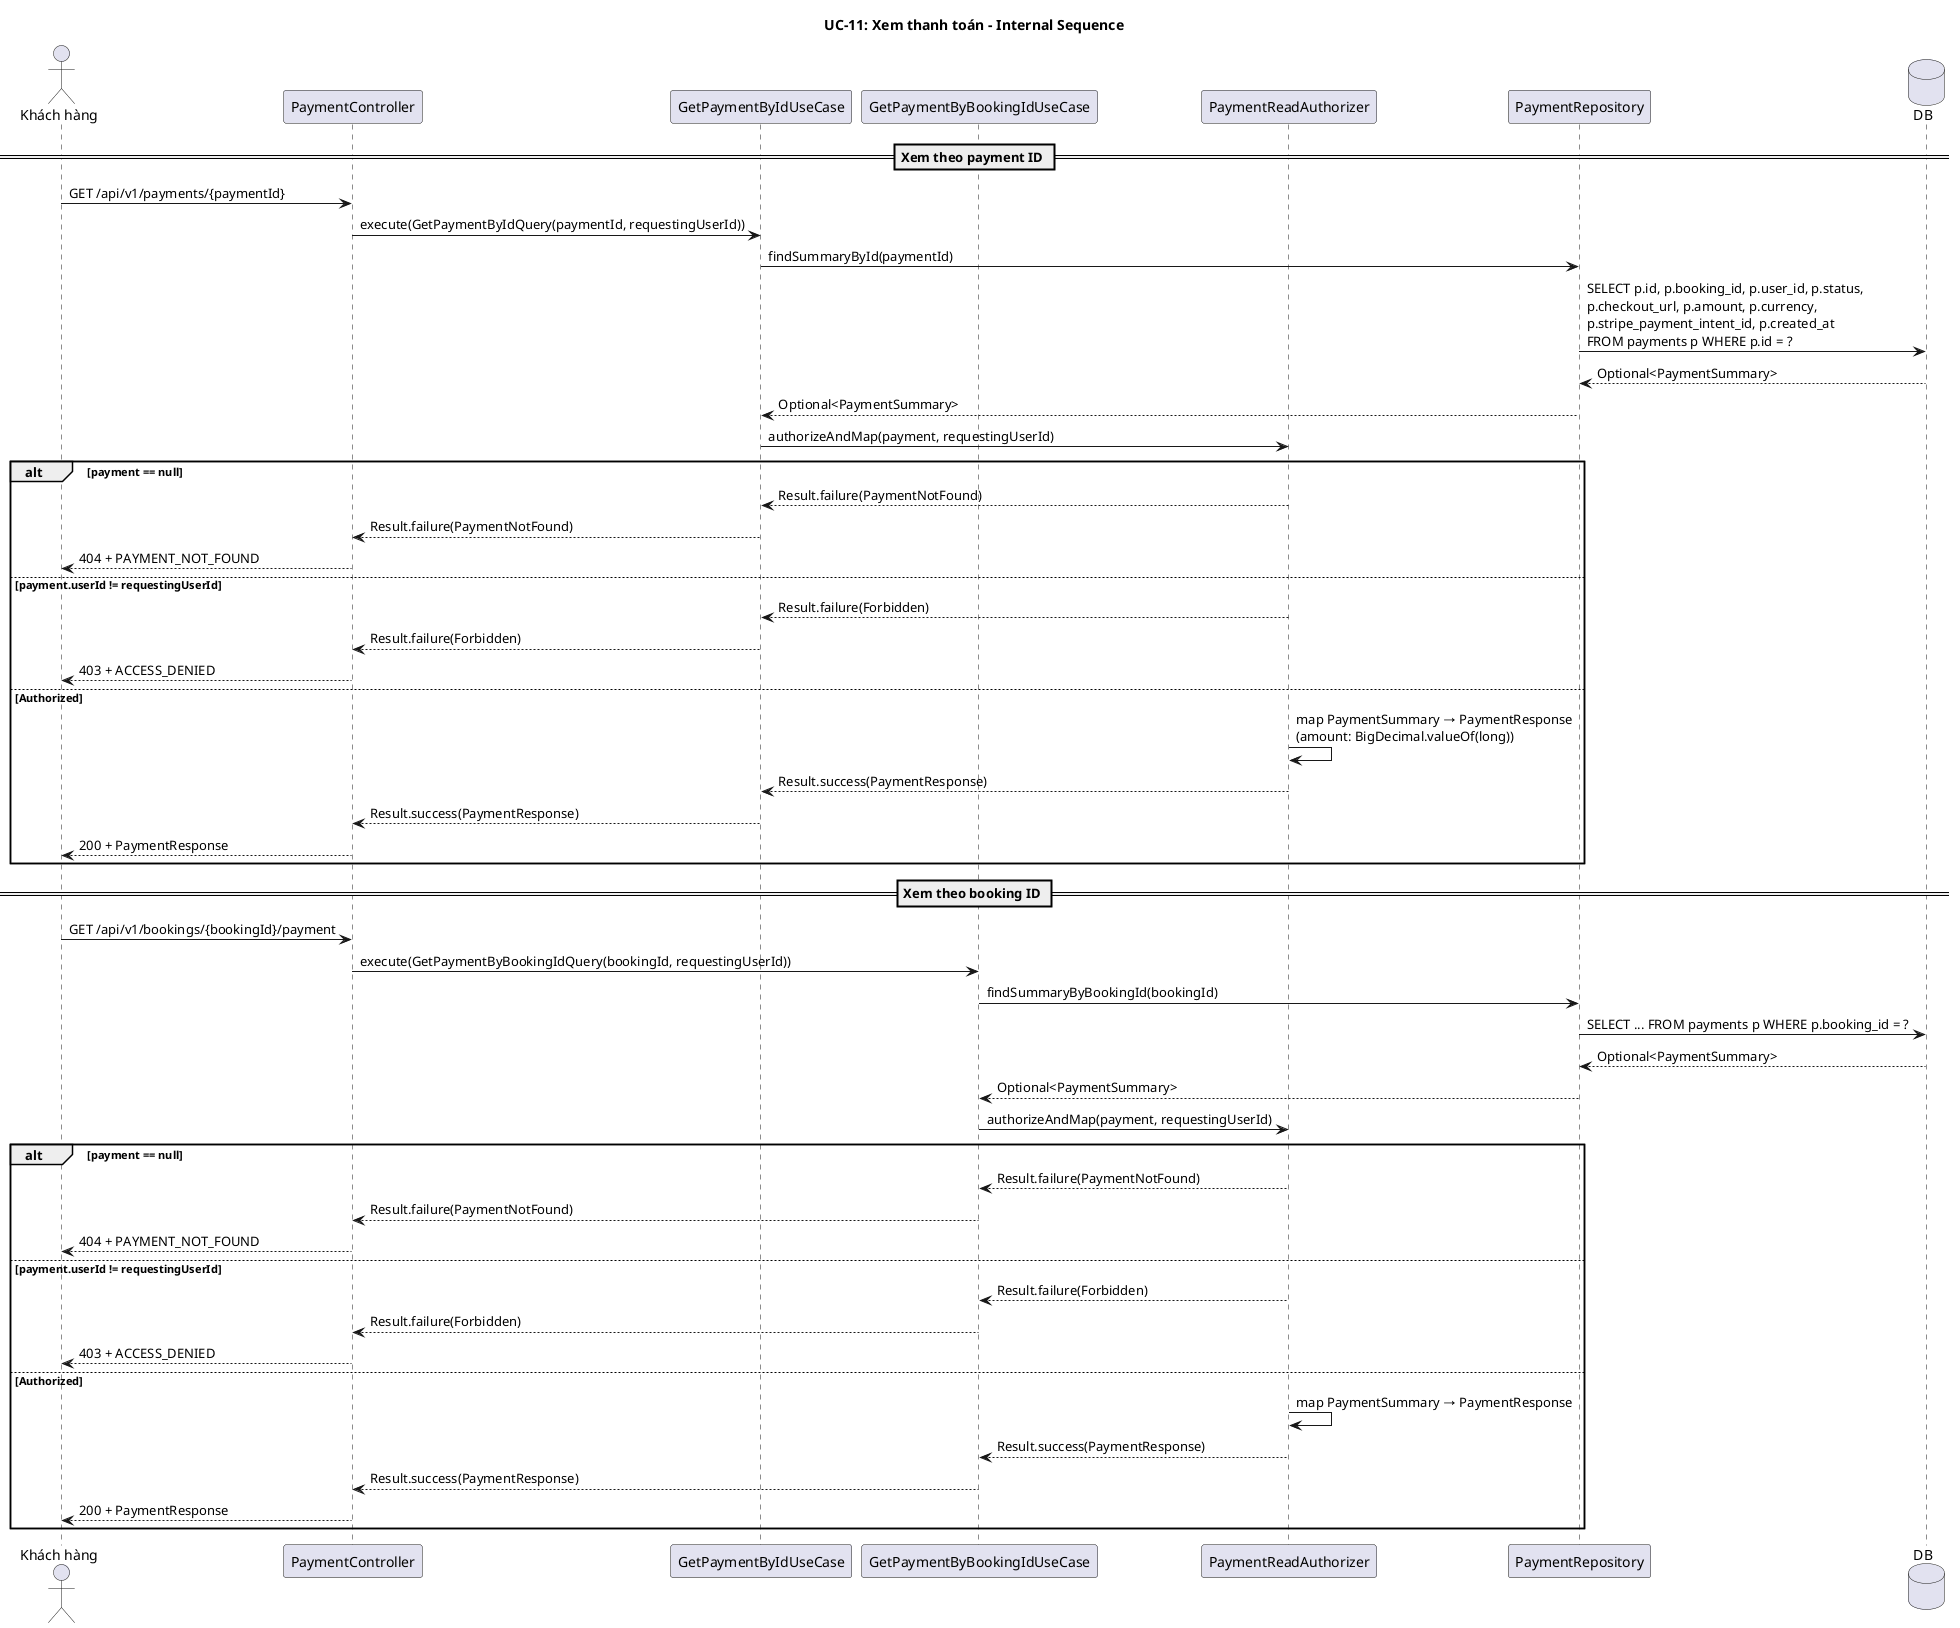 UC-11: Xem thanh toán - Internal Sequence
Khách hàng
PaymentController
GetPaymentByIdUseCase
GetPaymentByBookingIdUseCase
PaymentReadAuthorizer
PaymentRepository
DB
Xem theo payment ID
GET /api/v1/payments/{paymentId}
execute(GetPaymentByIdQuery(paymentId, requestingUserId))
findSummaryById(paymentId)
SELECT p.id, p.booking_id, p.user_id, p.status,
p.checkout_url, p.amount, p.currency,
p.stripe_payment_intent_id, p.created_at
FROM payments p WHERE p.id = ?
Optional<PaymentSummary>
Optional<PaymentSummary>
authorizeAndMap(payment, requestingUserId)
alt [payment == null]
Result.failure(PaymentNotFound)
Result.failure(PaymentNotFound)
404 + PAYMENT_NOT_FOUND
[payment.userId != requestingUserId]
Result.failure(Forbidden)
Result.failure(Forbidden)
403 + ACCESS_DENIED
[Authorized]
map PaymentSummary → PaymentResponse
(amount: BigDecimal.valueOf(long))
Result.success(PaymentResponse)
Result.success(PaymentResponse)
200 + PaymentResponse
Xem theo booking ID
GET /api/v1/bookings/{bookingId}/payment
execute(GetPaymentByBookingIdQuery(bookingId, requestingUserId))
findSummaryByBookingId(bookingId)
SELECT ... FROM payments p WHERE p.booking_id = ?
Optional<PaymentSummary>
Optional<PaymentSummary>
authorizeAndMap(payment, requestingUserId)
alt [payment == null]
Result.failure(PaymentNotFound)
Result.failure(PaymentNotFound)
404 + PAYMENT_NOT_FOUND
[payment.userId != requestingUserId]
Result.failure(Forbidden)
Result.failure(Forbidden)
403 + ACCESS_DENIED
[Authorized]
map PaymentSummary → PaymentResponse
Result.success(PaymentResponse)
Result.success(PaymentResponse)
200 + PaymentResponse
Khách hàng
PaymentController
GetPaymentByIdUseCase
GetPaymentByBookingIdUseCase
PaymentReadAuthorizer
PaymentRepository
DB